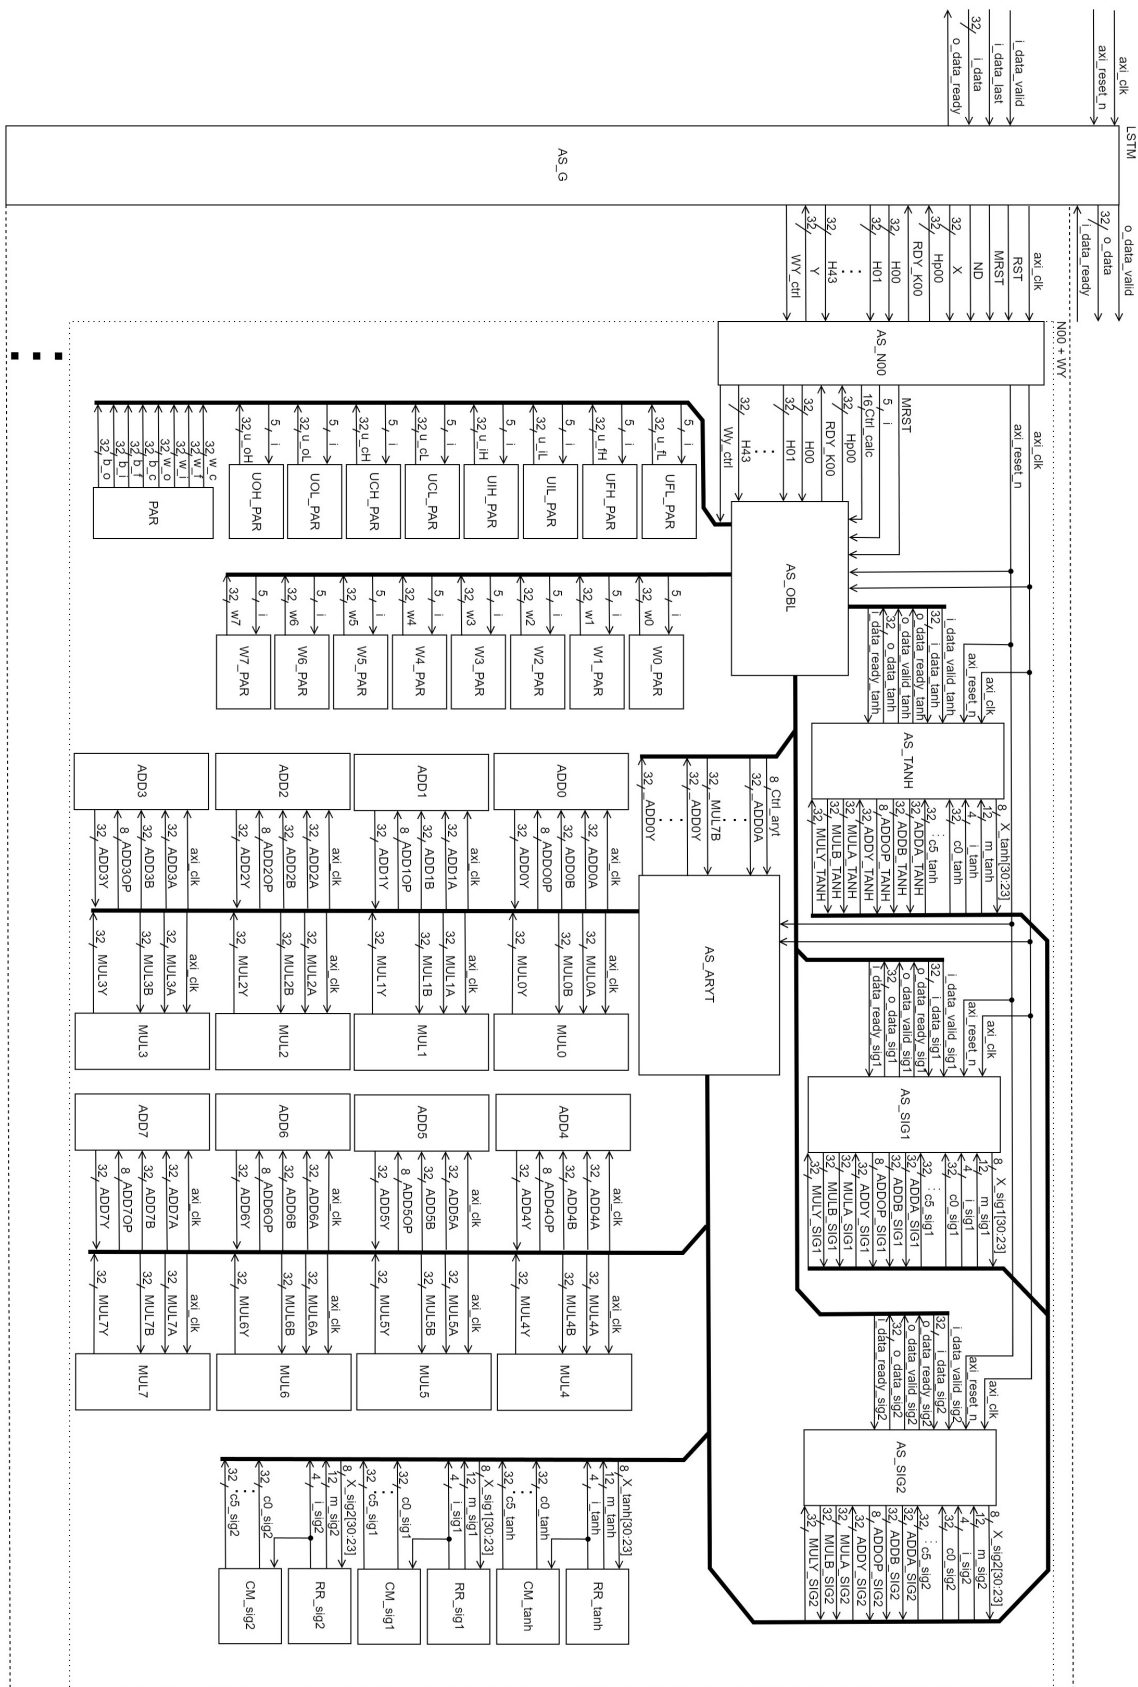 LSTM
axi_clk
axi_reset_n
i_data_valid
i_data_last
32
i_data
o_data_ready
AS_G
o_data_valid
32
o_data
i_data_ready
axi_clk
RST
MRST
ND
32
X
32
Hp00
RDY_K00
32
H00
32
H01
...
32
H43
32
Y
WY_ctrl
N00 + WY
AS_N00
axi_clk
axi_reset_n
MRST
5
i
16
Ctrl_calc
32
Hp00
RDY_K00
32
H00
32
H01
...
32
H43
Wy_ctrl
AS_OBL
5
i
32
u_fL
UFL_PAR
5
i
32
u_fH
UFH_PAR
5
i
32
u_iL
UIL_PAR
5
i
32
u_iH
UIH_PAR
5
i
32
u_cL
UCL_PAR
5
i
32
u_cH
UCH_PAR
5
i
32
u_oL
UOL_PAR
5
i
32
u_oH
UOH_PAR
32
w_c
32
w_f
32
w_i
32
w_o
32
b_c
32
b_f
32
b_i
32
b_o
PAR
5
i
32
w0
W0_PAR
5
i
32
w1
W1_PAR
5
i
32
w2
W2_PAR
5
i
32
w3
W3_PAR
5
i
32
w4
W4_PAR
5
i
32
w5
W5_PAR
5
i
32
w6
W6_PAR
5
i
32
w7
W7_PAR
axi_clk
axi_reset_n
i_data_valid_tanh
32
i_data_tanh
o_data_ready_tanh
o_data_valid_tanh
32
o_data_tanh
i_data_ready_tanh
AS_TANH
8
X_tanh[30:23]
12
m_tanh
4
i_tanh
32
c0_tanh
:
32
c5_tanh
32
ADDA_TANH
32
ADDB_TANH
8
ADDOP_TANH
32
ADDY_TANH
32
MULA_TANH
32
MULB_TANH
32
MULY_TANH
8
Ctrl_aryt
32
_ADD0A
...
32
_MUL7B
32
_ADD0Y
...
32
_ADD0Y
AS_ARYT
ADD0
axi_clk
32
ADD0A
32
ADD0B
8
ADDO0P
32
ADD0Y
ADD1
axi_clk
32
ADD1A
32
ADD1B
8
ADD1OP
32
ADD1Y
ADD2
axi_clk
32
ADD2A
32
ADD2B
8
ADD2OP
32
ADD2Y
ADD3
axi_clk
32
ADD3A
32
ADD3B
8
ADD3OP
32
ADD3Y
axi_clk
32
MUL0A
32
MUL0B
32
MUL0Y
MUL0
axi_clk
32
MUL1A
32
MUL1B
32
MUL1Y
MUL1
axi_clk
32
MUL2A
32
MUL2B
32
MUL2Y
MUL2
axi_clk
32
MUL3A
32
MUL3B
32
MUL3Y
MUL3
axi_clk
axi_reset_n
i_data_valid_sig1
32
i_data_sig1
o_data_ready_sig1
o_data_valid_sig1
32
o_data_sig1
i_data_ready_sig1
AS_SIG1
8
X_sig1[30:23]
12
m_sig1
4
i_sig1
32
c0_sig1
:
32
c5_sig1
32
ADDA_SIG1
32
ADDB_SIG1
8
ADDOP_SIG1
32
ADDY_SIG1
32
MULA_SIG1
32
MULB_SIG1
32
MULY_SIG1
ADD4
axi_clk
32
ADD4A
32
ADD4B
8
ADD4OP
32
ADD4Y
ADD5
axi_clk
32
ADD5A
32
ADD5B
8
ADD5OP
32
ADD5Y
ADD6
axi_clk
32
ADD6A
32
ADD6B
8
ADD6OP
32
ADD6Y
ADD7
axi_clk
32
ADD7A
32
ADD7B
8
ADD7OP
32
ADD7Y
axi_clk
32
MUL4A
32
MUL4B
32
MUL4Y
MUL4
axi_clk
32
MUL5A
32
MUL5B
32
MUL5Y
MUL5
axi_clk
32
MUL6A
32
MUL6B
32
MUL6Y
MUL6
axi_clk
32
MUL7A
32
MUL7B
32
MUL7Y
MUL7
axi_clk
axi_reset_n
i_data_valid_sig2
32
i_data_sig2
o_data_ready_sig2
o_data_valid_sig2
32
o_data_sig2
i_data_ready_sig2
AS_SIG2
8
X_sig2[30:23]
12
m_sig2
4
i_sig2
32
c0_sig2
:
32
c5_sig2
32
ADDA_SIG2
32
ADDB_SIG2
8
ADDOP_SIG2
32
ADDY_SIG2
32
MULA_SIG2
32
MULB_SIG2
32
MULY_SIG2
8
X_tanh[30:23]
12
m_tanh
4
i_tanh
RR_tanh
32
c0_tanh
...
32
c5_tanh
CM_tanh
8
X_sig1[30:23]
12
m_sig1
4
i_sig1
RR_sig1
32
c0_sig1
...
32
c5_sig1
CM_sig1
8
X_sig2[30:23]
12
m_sig2
4
i_sig2
RR_sig2
32
c0_sig2
...
32
c5_sig2
CM_sig2